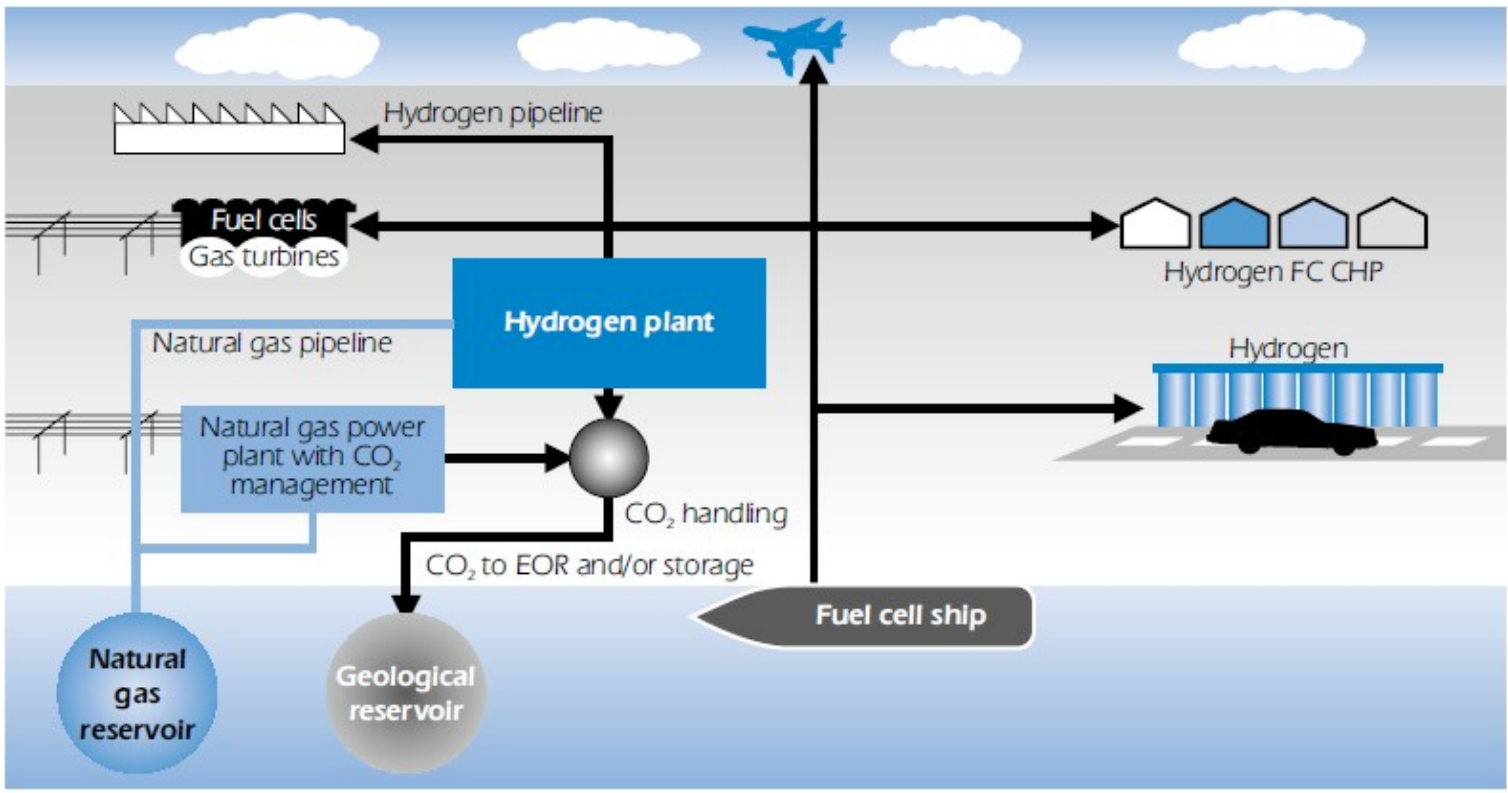 Hydrogen pipeline
Fuel cells
Gas turbines
Hydrogen FC CHP
Hydrogen plant
Natural gas pipeline
Hydrogen
Natural gas power
plant with CO₂
management
CO₂ handling
CO₂ to EOR and/or storage
Fuel cell ship
Natural
gas
reservoir
Geological
reservoir